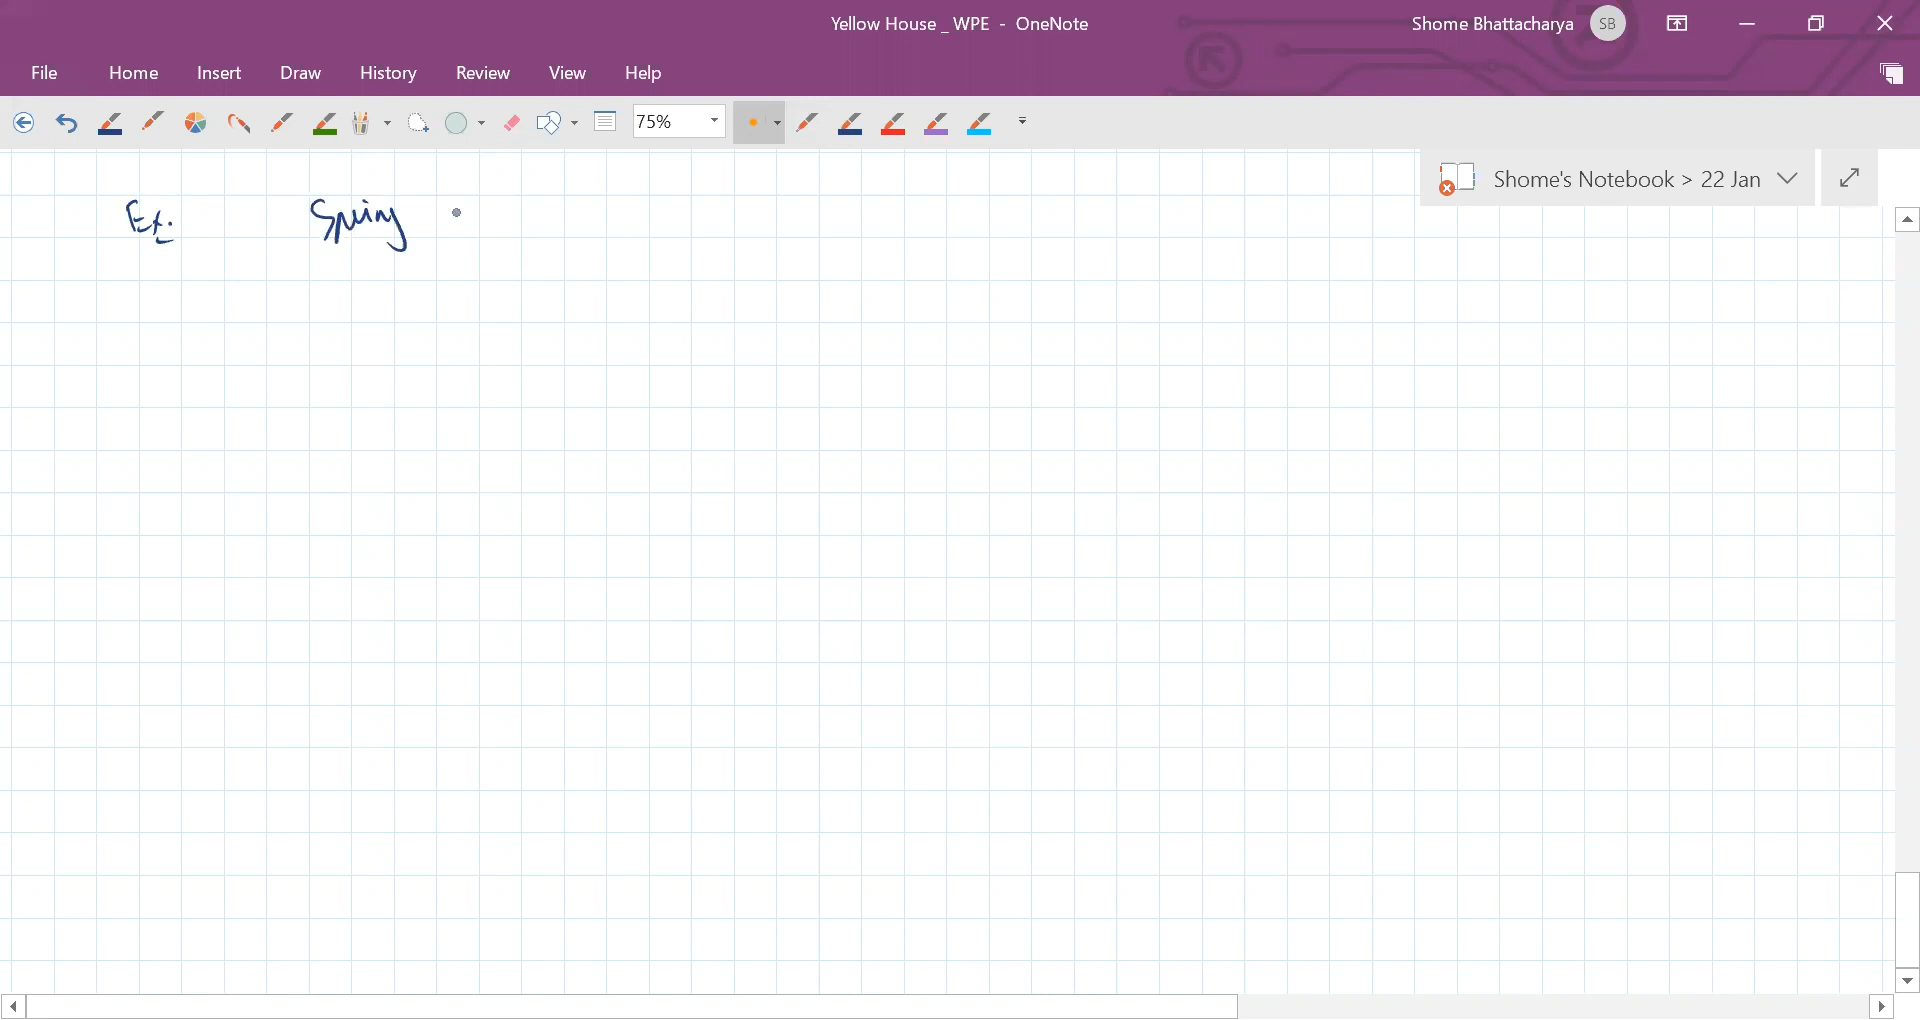 Yellow House _ WPE - OneNote
Shome Bhattacharya SB
File Home Insert Draw History Review View Help
75%
Shome's Notebook > 22 Jan
Ex. Spring